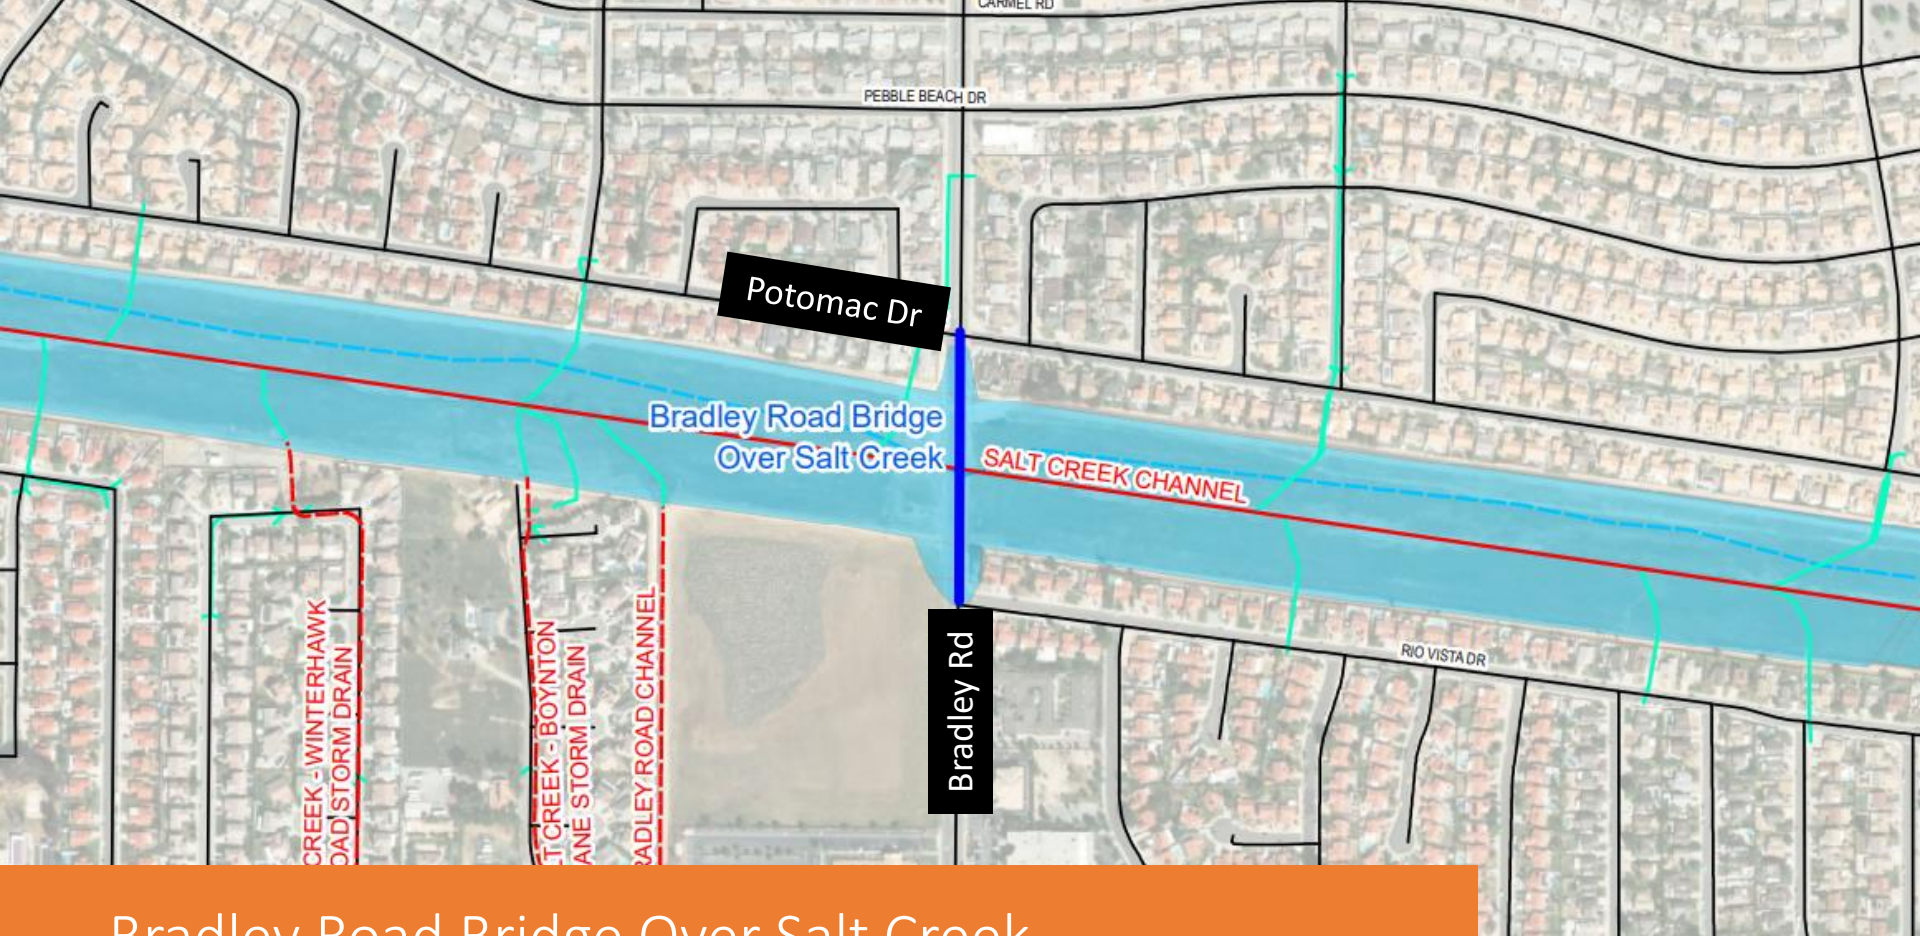 CARMEL RD
PEBBLE BEACH DR
Potomac Dr
Bradley Road Bridge
Over Salt Creek
SALT CREEK CHANNEL
RIO VISTA DR
Bradley Rd
CREEK - WINTERHAWK
OAD STORM DRAIN
T CREEK - BOYNTON
ANE STORM DRAIN
RADLEY ROAD CHANNEL
Bradley Road Bridge Over Salt Creek